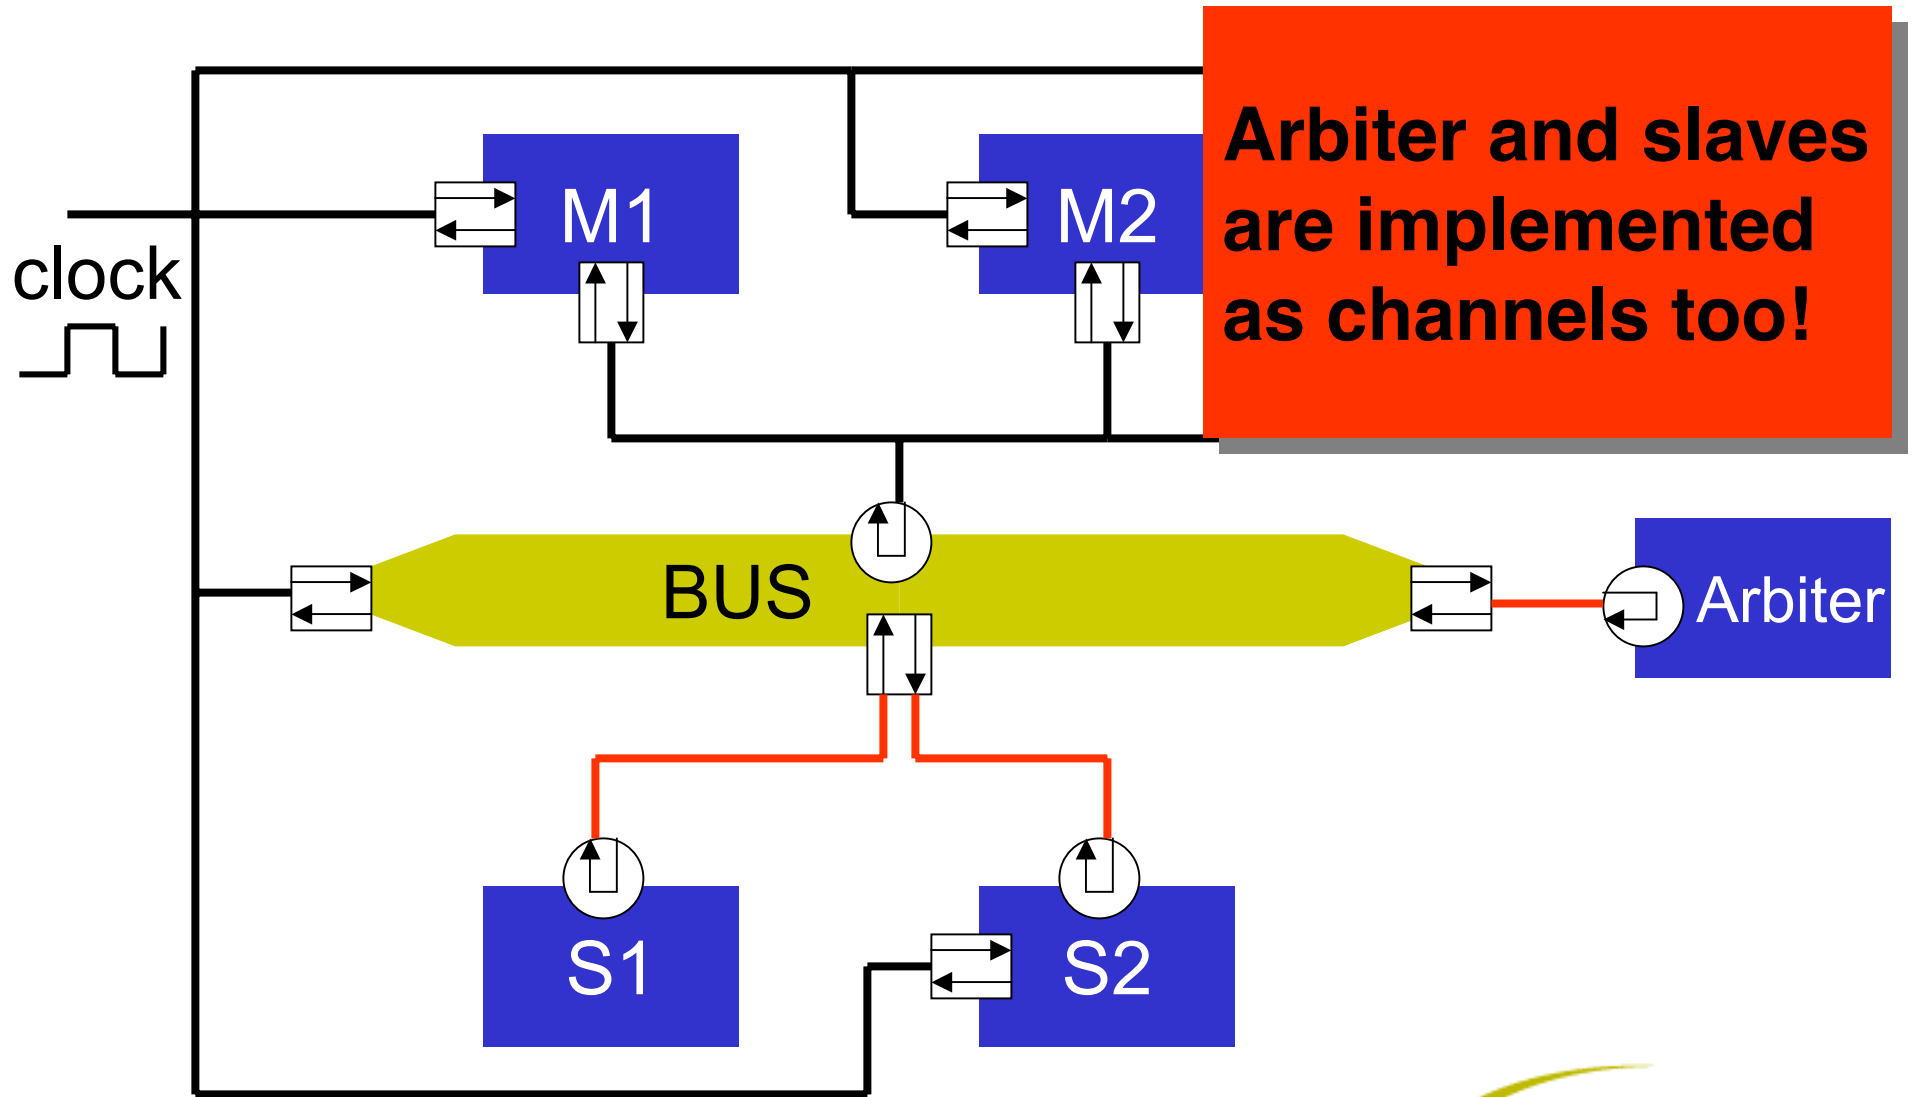 Arbiter and slaves
are implemented
as channels too!
M1
M2
clock
BUS
Arbiter
S1
S2